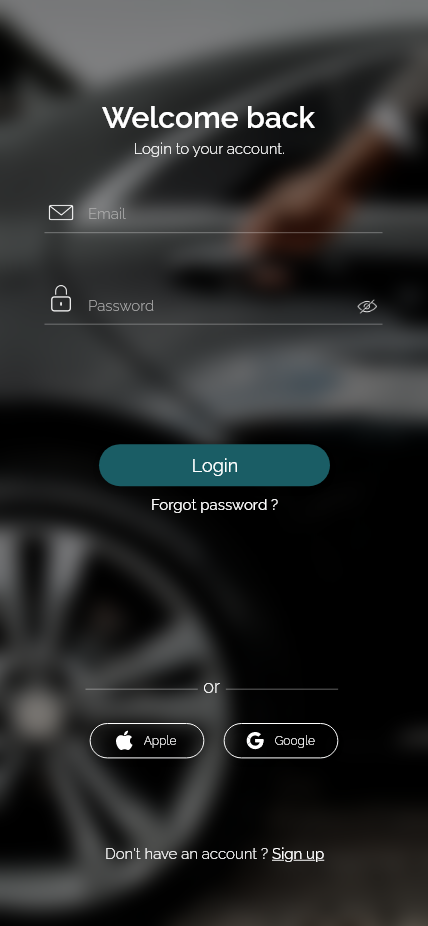 Welcome back
Login to your account.
Email
Password
Login
Forgot password ?
or
Apple Google
Don't have an account ? Sign up